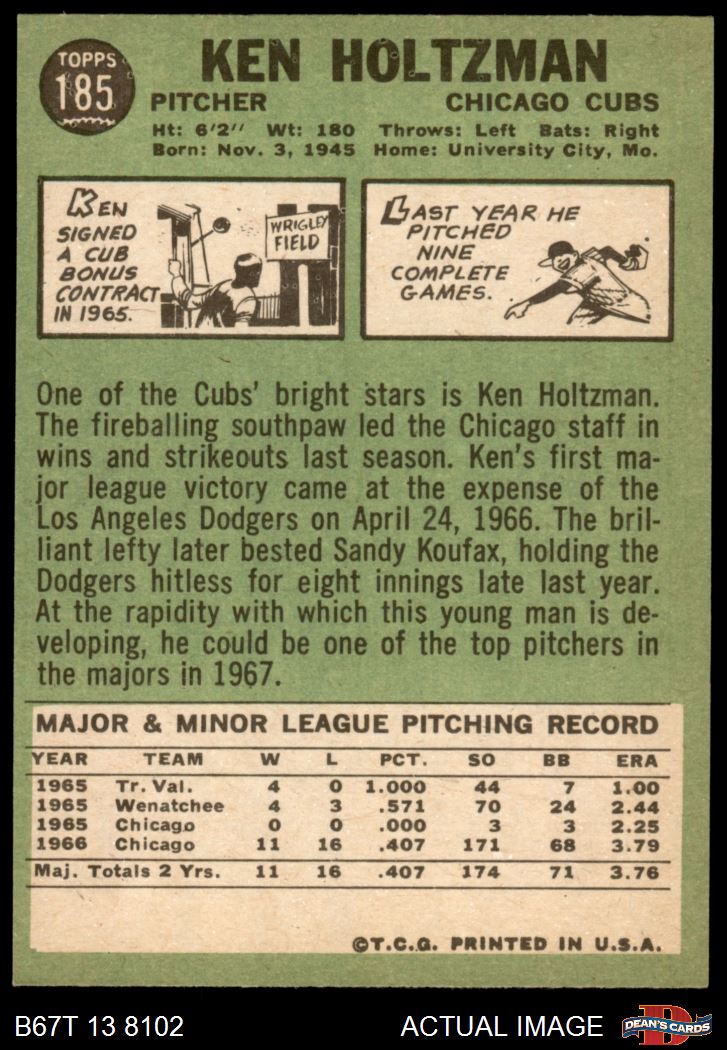 TOPPS
185
KEN HOLTZMAN
PITCHER CHICAGO CUBS
Ht: 6'2" Wt: 180 Throws: Left Bats: Right
Born: Nov. 3, 1945 Home: University City, Mo.
KEN
SIGNED
A CUB
BONUS
CONTRACT
IN 1965.
WRIGLEY
FIELD
LAST YEAR HE
PITCHED
NINE
COMPLETE
GAMES.
One of the Cubs' bright stars is Ken Holtzman.
The fireballing southpaw led the Chicago staff in
wins and strikeouts last season. Ken's first ma-
jor league victory came at the expense of the
Los Angeles Dodgers on April 24, 1966. The bril-
liant lefty later bested Sandy Koufax, holding the
Dodgers hitless for eight innings late last year.
At the rapidity with which this young man is de-
veloping, he could be one of the top pitchers in
the majors in 1967.
MAJOR & MINOR LEAGUE PITCHING RECORD
YEAR TEAM W L PCT. SO BB ERA
1965 Tr. Val. 4 0 1.000 44 7 1.00
1965 Wenatchee 4 3 .571 70 24 2.44
1965 Chicago 0 0 .000 3 3 2.25
1966 Chicago 11 16 .407 171 68 3.79
Maj. Totals 2 Yrs. 11 16 .407 174 71 3.76
©T.C.G. PRINTED IN U.S.A.
B67T 13 8102 ACTUAL IMAGE
D
DEAN'S CARDS